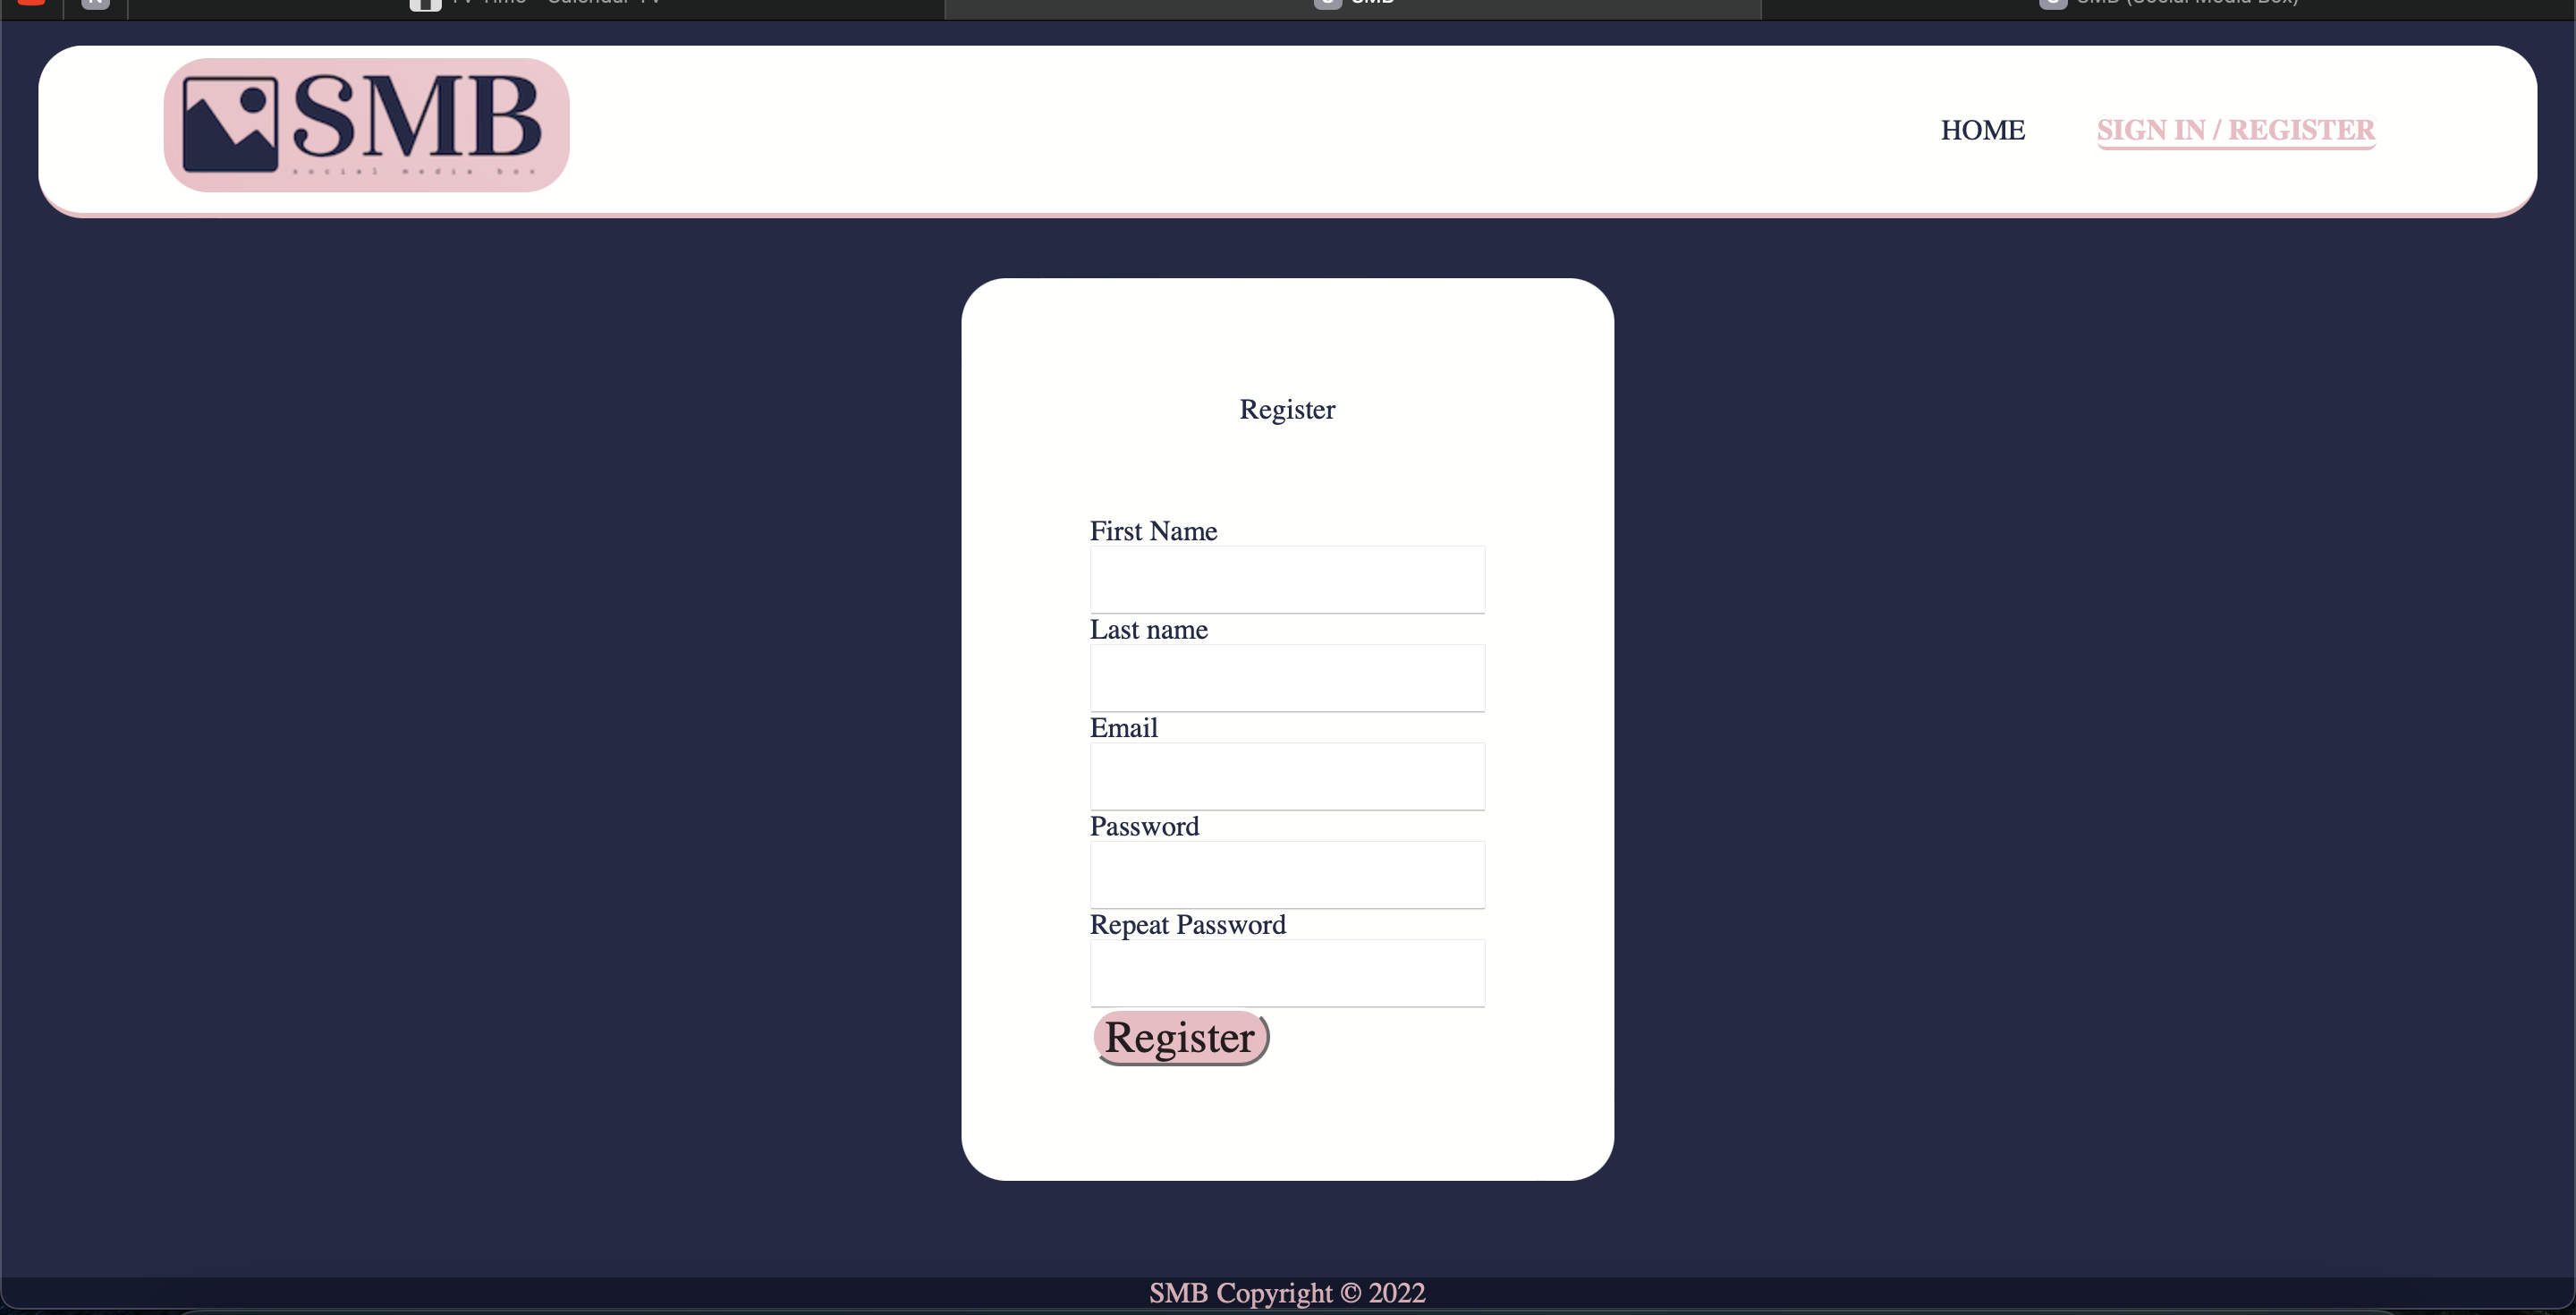 SMB
SMB
social media box
HOME
SIGN IN / REGISTER
Register
First Name
Last name
Email
Password
Repeat Password
Register
SMB Copyright © 2022